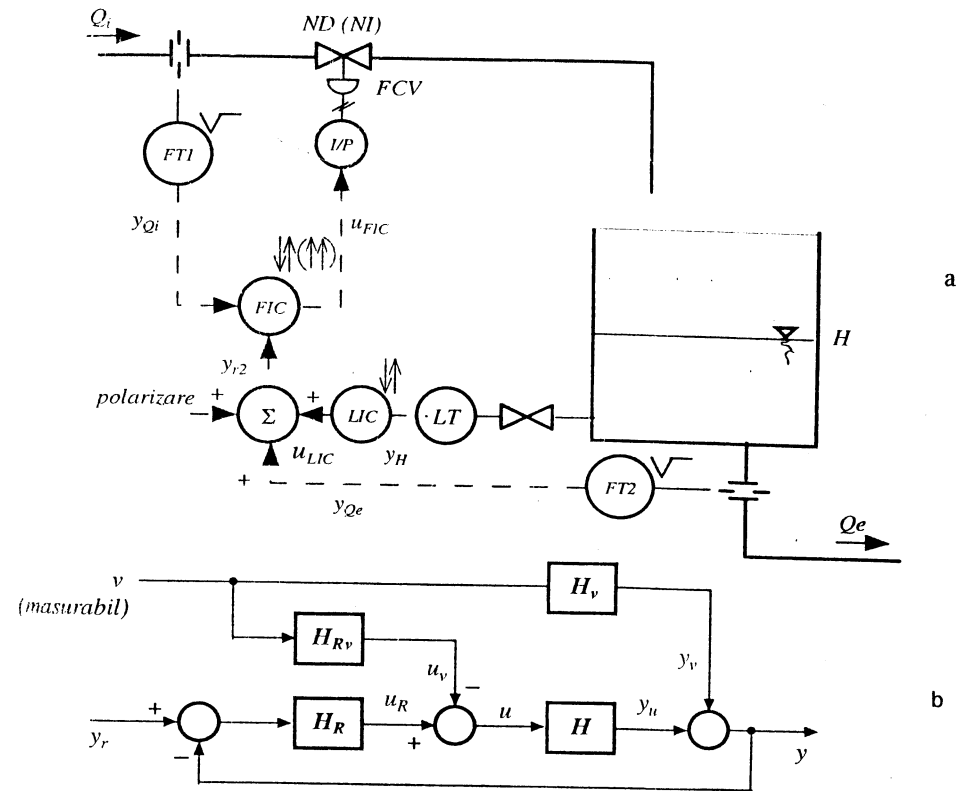 Qi
ND (NI)
FCV
FT1
I/P
yQi
uFIC
FIC
a
H
yr2
polarizare
+
+
Σ
LIC
LT
uLIC
yH
+
yQe
FT2
Qe
v
(masurabil)
Hv
HRv
uv
yv
−
b
+
yr
HR
uR
+
u
H
yu
−
y